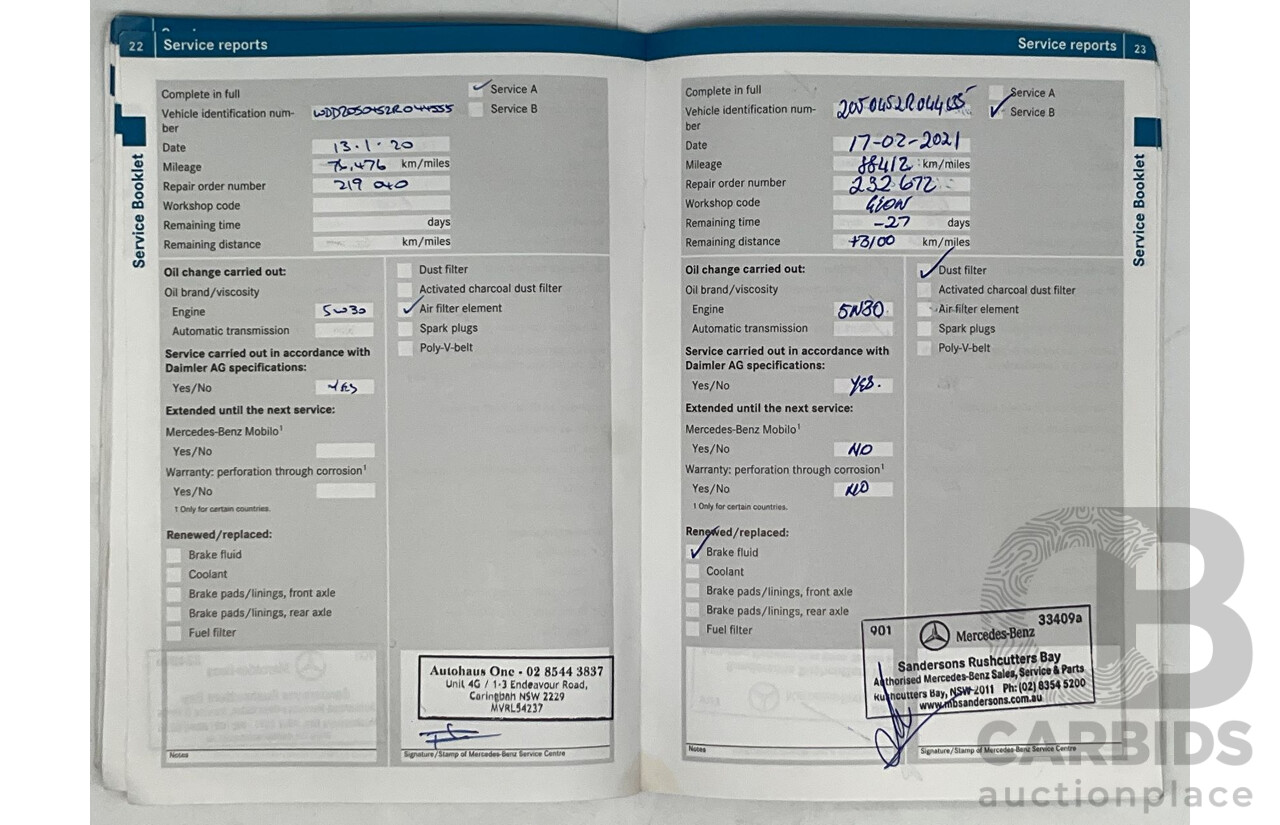 22 Service reports
Complete in full
Service A
Vehicle identification num-
ber
WDD2050452R044555
Service B
Date 13.1.20
Mileage 76,476 km/miles
Repair order number 219 040
Workshop code
Remaining time days
Remaining distance km/miles
Oil change carried out:
Oil brand/viscosity
Engine 5W30
Automatic transmission
Service carried out in accordance with
Daimler AG specifications:
Yes/No YES
Extended until the next service:
Mercedes-Benz Mobilo¹
Yes/No
Warranty: perforation through corrosion¹
Yes/No
1 Only for certain countries.
Renewed/replaced:
Brake fluid
Coolant
Brake pads/linings, front axle
Brake pads/linings, rear axle
Fuel filter
Notes
Dust filter
Activated charcoal dust filter
Air filter element
Spark plugs
Poly-V-belt
Autohaus One - 02 8544 3837
Unit 4G / 1-3 Endeavour Road,
Caringbah NSW 2229
MVRL54237
Signature/Stamp of Mercedes-Benz Service Centre
Service Booklet
Service reports 23
Complete in full
Service A
Vehicle identification num-
ber
Service B
Date 17-02-2021
Mileage 88412 km/miles
Repair order number 232 672
Workshop code
Remaining time -27 days
Remaining distance +3100 km/miles
Oil change carried out:
Oil brand/viscosity
Engine 5W30
Automatic transmission
Service carried out in accordance with
Daimler AG specifications:
Yes/No YES.
Extended until the next service:
Mercedes-Benz Mobilo¹
Yes/No NO
Warranty: perforation through corrosion¹
Yes/No NO
1 Only for certain countries.
Renewed/replaced:
Brake fluid
Coolant
Brake pads/linings, front axle
Brake pads/linings, rear axle
Fuel filter
Notes
Dust filter
Activated charcoal dust filter
Air filter element
Spark plugs
Poly-V-belt
901 33409a
Mercedes-Benz
Sandersons Rushcutters Bay
Authorised Mercedes-Benz Sales, Service & Parts
Rushcutters Bay, NSW 2011 Ph: (02) 8354 5200
www.mbsandersons.com.au
Signature/Stamp of Mercedes-Benz Service Centre
Service Booklet
CB
CARBIDS
auctionplace